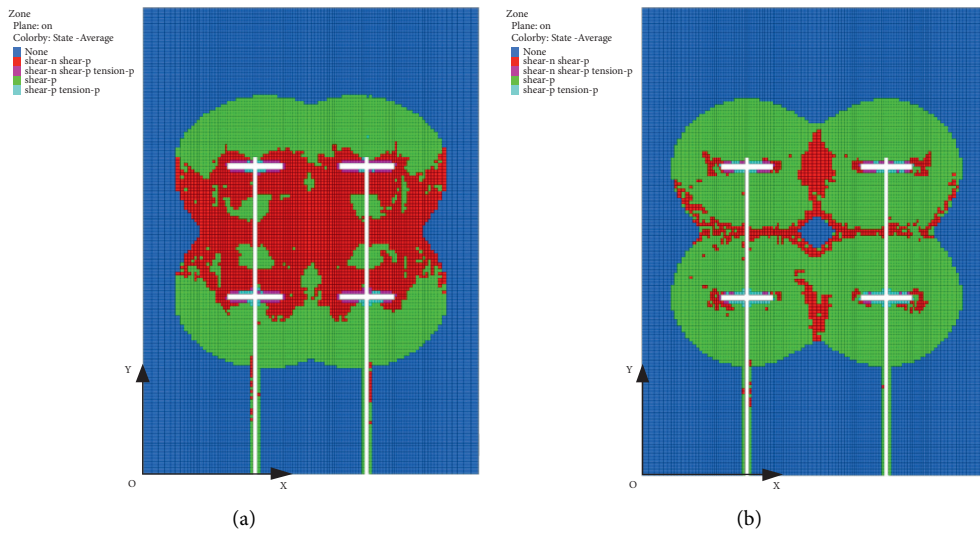 Zone
Plane: on
Colorby: State -Average
None
shear-n shear-p
shear-n shear-p tension-p
shear-p
shear-p tension-p
Y
O
X
(a)
Zone
Plane: on
Colorby: State -Average
None
shear-n shear-p
shear-n shear-p tension-p
shear-p
shear-p tension-p
Y
O
X
(b)